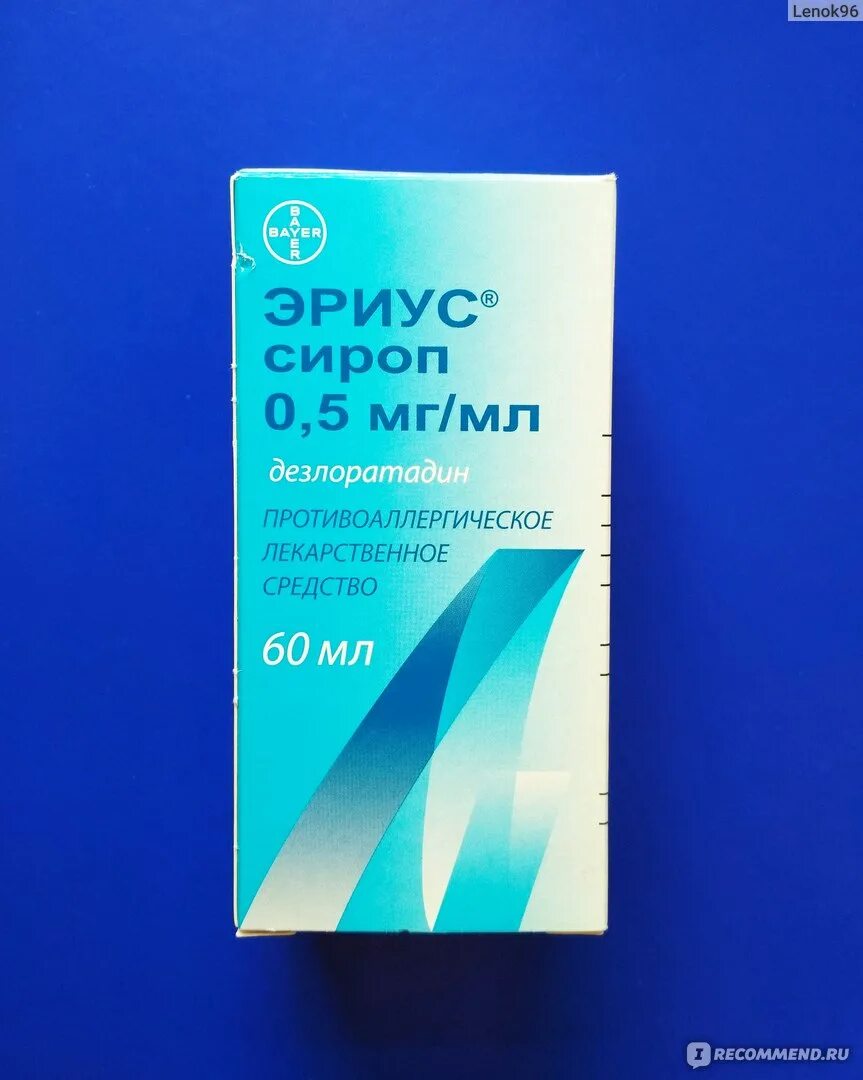 Lenok96
BAYER
BAYER
ЭРИУС®
сироп
0,5 мг/мл
дезлоратадин
ПРОТИВОАЛЛЕРГИЧЕСКОЕ
ЛЕКАРСТВЕННОЕ
СРЕДСТВО
60 мл
IRECOMMEND.RU